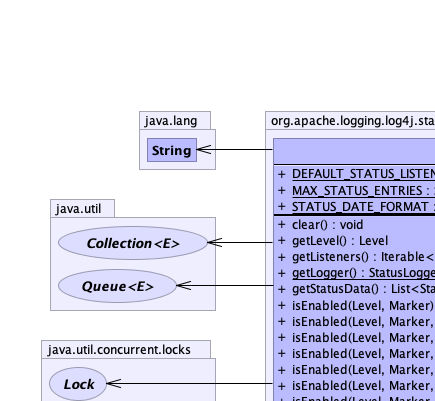 java.lang
String
org.apache.logging.log4j.sta
+ DEFAULT_STATUS_LISTEN
+ MAX_STATUS_ENTRIES :
+ STATUS_DATE_FORMAT :
+ clear() : void
+ getLevel() : Level
+ getListeners() : Iterable<
+ getLogger() : StatusLogge
+ getStatusData() : List<Sta
+ isEnabled(Level, Marker)
+ isEnabled(Level, Marker,
+ isEnabled(Level, Marker,
+ isEnabled(Level, Marker,
+ isEnabled(Level, Marker,
+ isEnabled(Level, Marker,
+ isEnabled(Level, Marker,
java.util
Collection<E>
Queue<E>
java.util.concurrent.locks
Lock